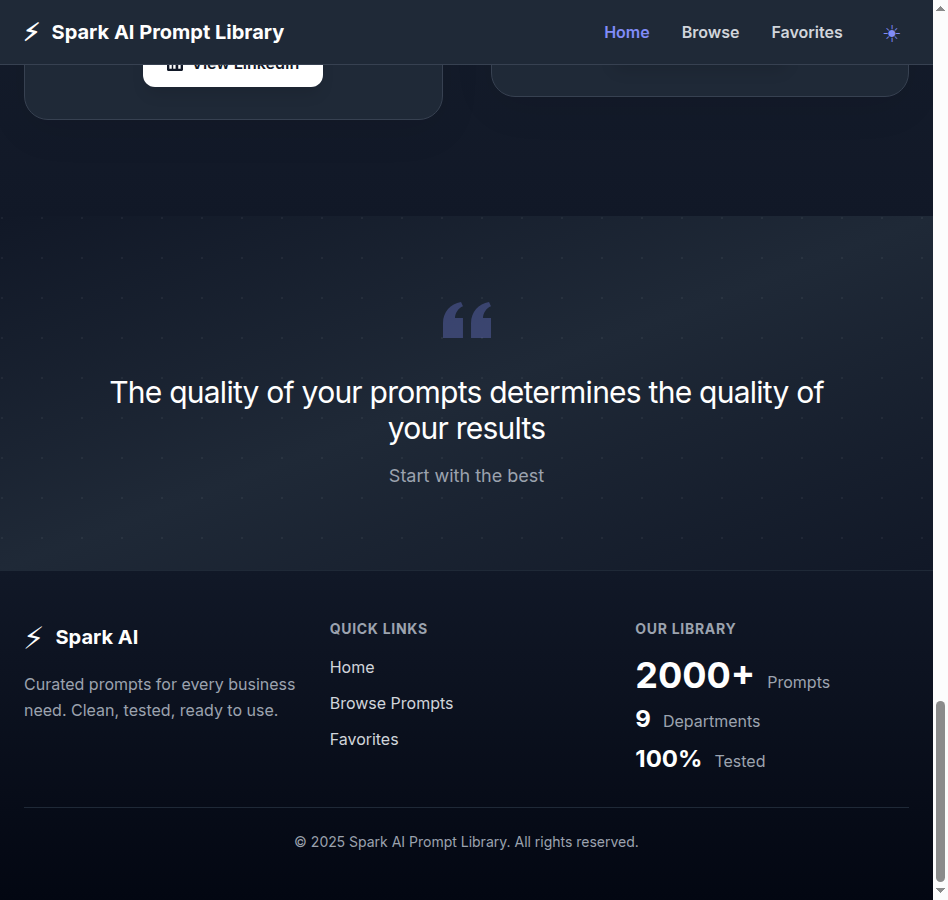 Spark AI Prompt Library
Home
Browse
Favorites
View LinkedIn
The quality of your prompts determines the quality of
your results
Start with the best
Spark AI
Curated prompts for every business
need. Clean, tested, ready to use.
QUICK LINKS
Home
Browse Prompts
Favorites
OUR LIBRARY
2000+ Prompts
9 Departments
100% Tested
© 2025 Spark AI Prompt Library. All rights reserved.